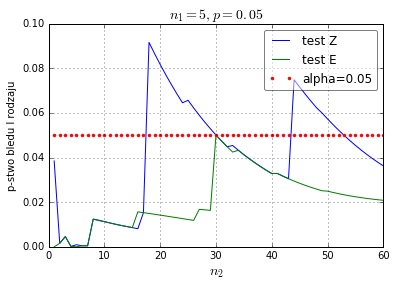 n₁ = 5, p = 0.05
test Z
test E
alpha=0.05
p-stwo bledu I rodzaju
0.10
0.08
0.06
0.04
0.02
0.00
0 10 20 30 40 50 60
n₂